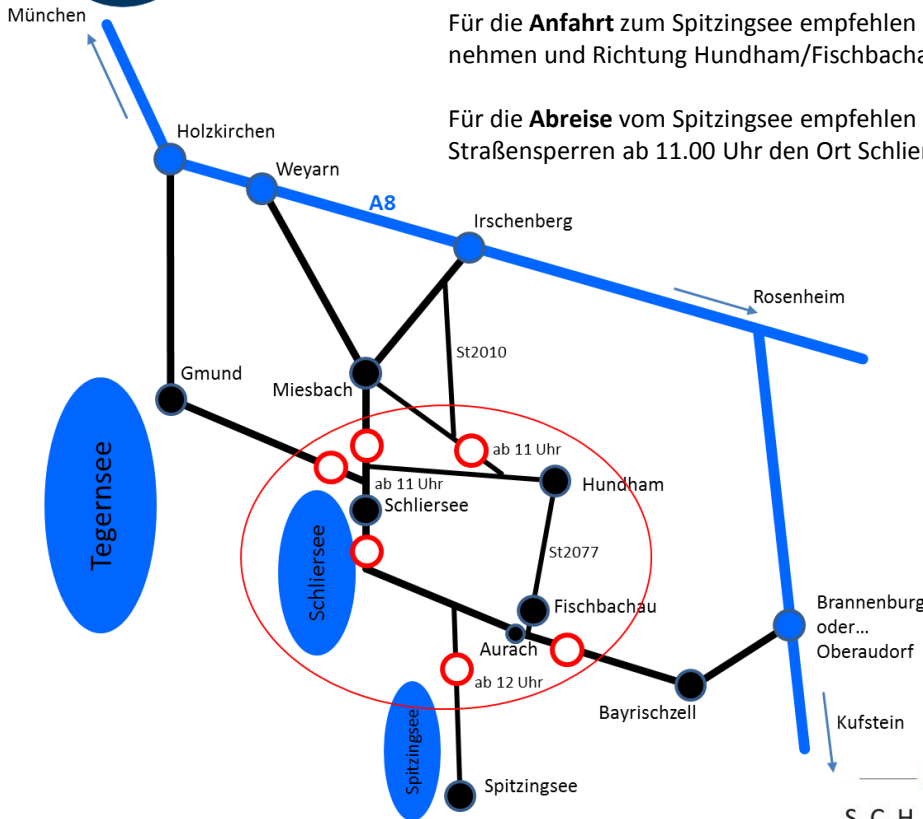 München
Für die Anfahrt zum Spitzingsee empfehlen
nehmen und Richtung Hundham/Fischbacha
Für die Abreise vom Spitzingsee empfehlen
Straßensperren ab 11.00 Uhr den Ort Schlier
Holzkirchen
Weyarn
A8
Irschenberg
Rosenheim
St2010
Gmund
Miesbach
ab 11 Uhr
ab 11 Uhr
Hundham
Schliersee
Tegernsee
Schliersee
St2077
Fischbachau
Aurach
Brannenburg
oder...
Oberaudorf
ab 12 Uhr
Bayrischzell
Kufstein
Spitzingsee
Spitzingsee
S C H